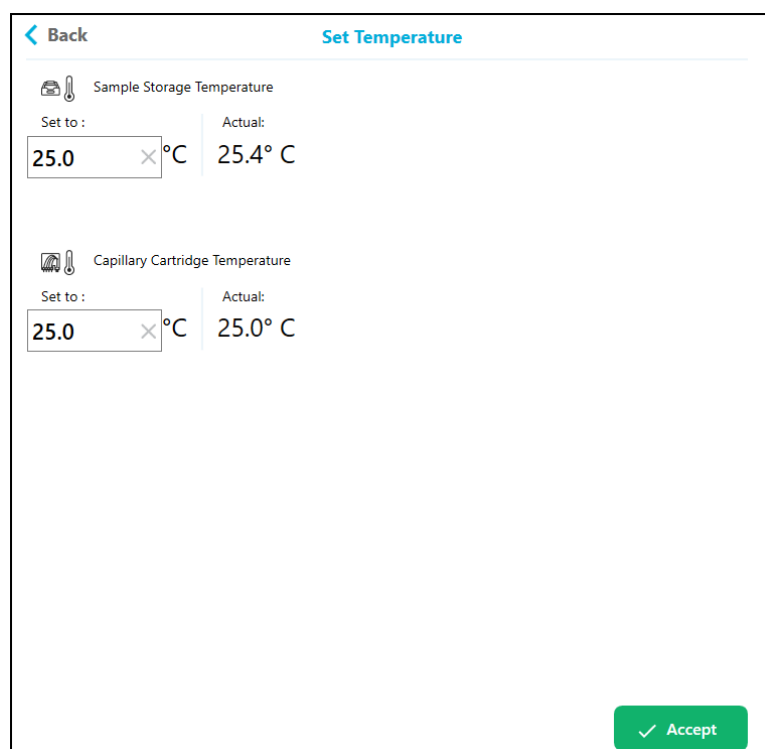 Back
Set Temperature
Sample Storage Temperature
Set to :
Actual:
25.0 °C
25.4° C
Capillary Cartridge Temperature
Set to :
Actual:
25.0 °C
25.0° C
Accept